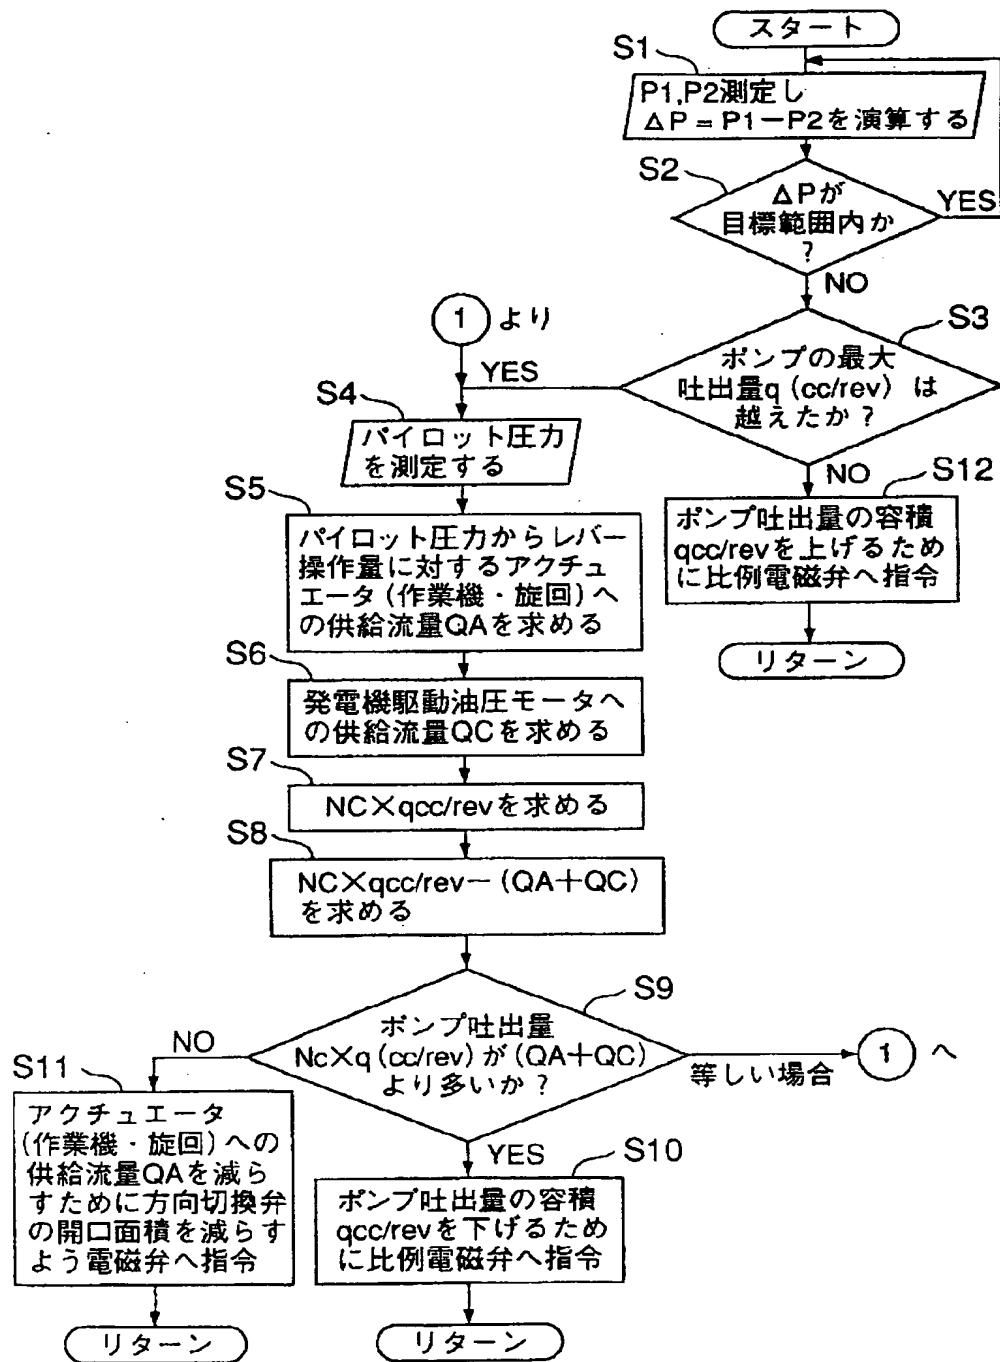 スタート
S1
P1,P2測定し
ΔP=P1−P2を演算する
S2
ΔPが
目標範囲内か
?
YES
NO
S3
ポンプの最大
吐出量q(cc/rev)は
越えたか?
YES
NO
1 より
S4
パイロット圧力
を測定する
S5
パイロット圧力からレバー
操作量に対するアクチュ
エータ(作業機・旋回)へ
の供給流量QAを求める
S12
ポンプ吐出量の容積
qcc/revを上げるため
に比例電磁弁へ指令
リターン
S6
発電機駆動油圧モータへ
の供給流量QCを求める
S7
NC×qcc/revを求める
S8
NC×qcc/rev−(QA+QC)
を求める
S9
ポンプ吐出量
Nc×q(cc/rev)が(QA+QC)
より多いか?
NO
YES
等しい場合
1 へ
S11
アクチュエータ
(作業機・旋回)への
供給流量QAを減ら
すために方向切換弁
の開口面積を減らす
よう電磁弁へ指令
リターン
S10
ポンプ吐出量の容積
qcc/revを下げるため
に比例電磁弁へ指令
リターン